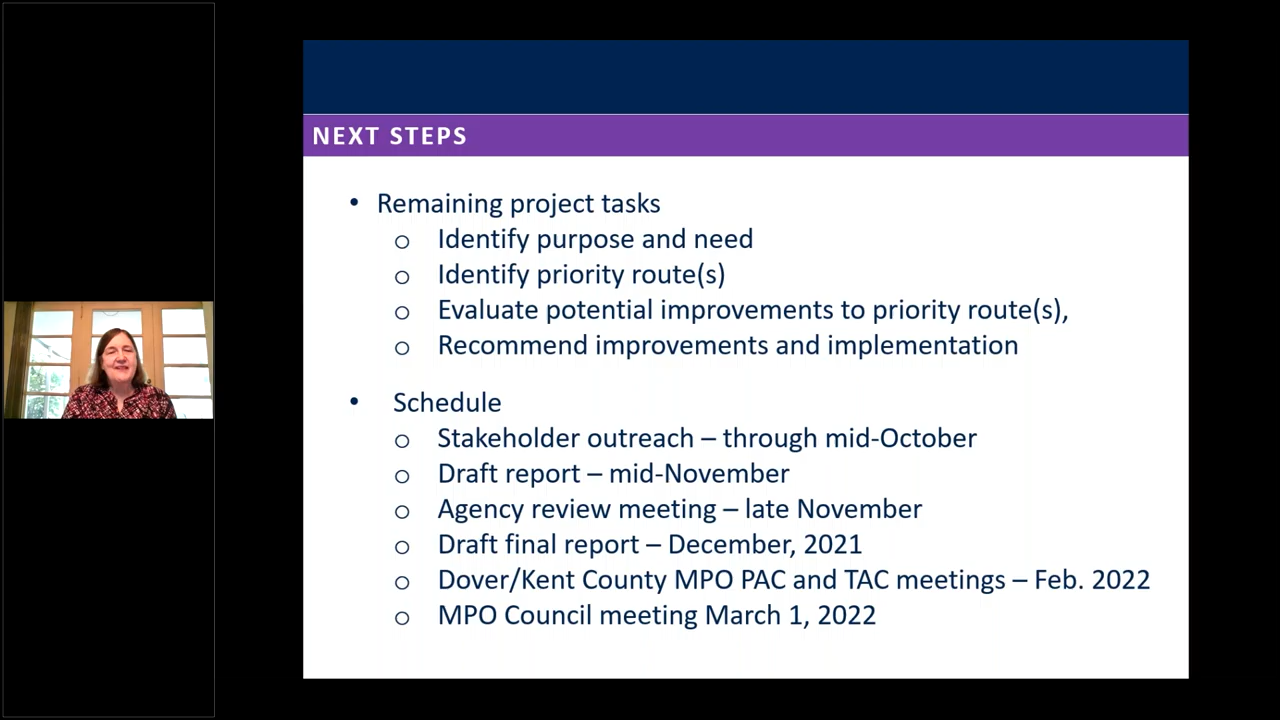 NEXT STEPS
• Remaining project tasks
o Identify purpose and need
o Identify priority route(s)
o Evaluate potential improvements to priority route(s),
o Recommend improvements and implementation
• Schedule
o Stakeholder outreach – through mid-October
o Draft report – mid-November
o Agency review meeting – late November
o Draft final report – December, 2021
o Dover/Kent County MPO PAC and TAC meetings – Feb. 2022
o MPO Council meeting March 1, 2022